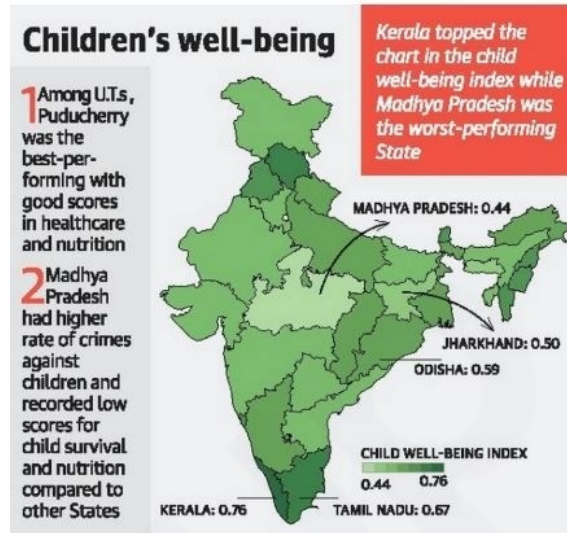 Children's well-being
Kerala topped the
chart in the child
well-being index while
Madhya Pradesh was
the worst-performing
State
1 Among U.T.s,
Puducherry
was the
best-per-
forming with
good scores
in healthcare
and nutrition
2 Madhya
Pradesh
had higher
rate of crimes
against
children and
recorded low
scores for
child survival
and nutrition
compared to
other States
MADHYA PRADESH: 0.44
JHARKHAND: 0.50
ODISHA: 0.59
CHILD WELL-BEING INDEX
0.44 0.76
KERALA: 0.76 TAMIL NADU: 0.67